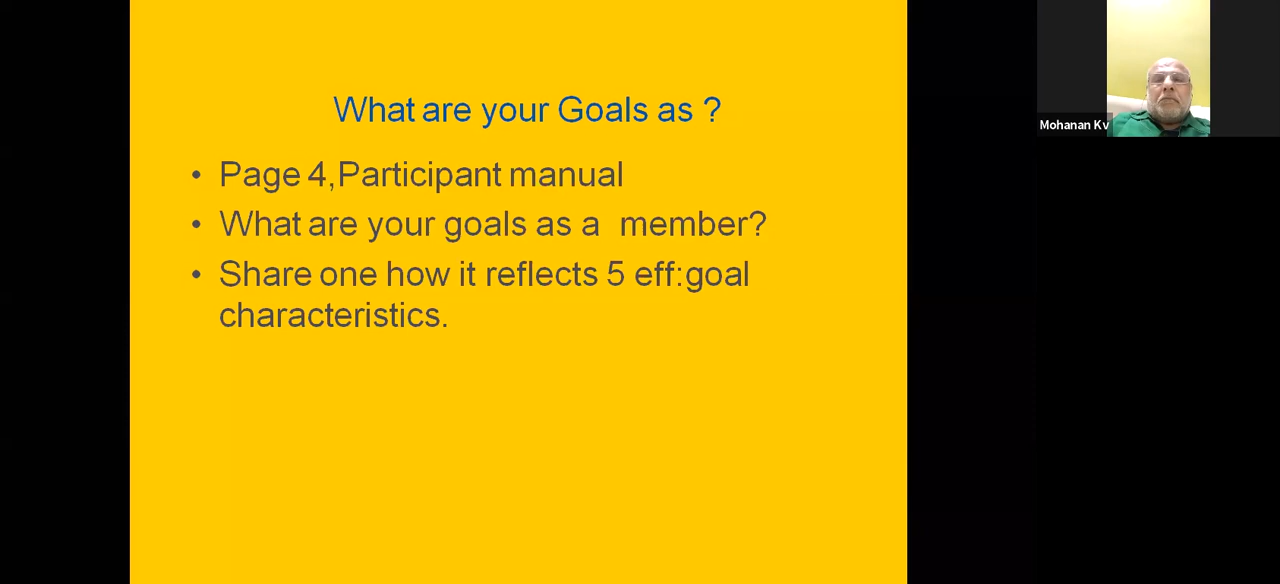 What are your Goals as ?
• Page 4,Participant manual
• What are your goals as a  member?
• Share one how it reflects 5 eff:goal
characteristics.
Mohanan Kv